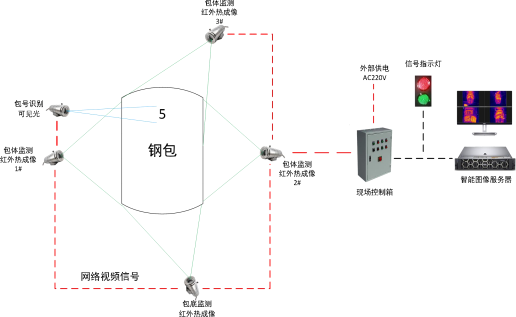 包体监测
红外热成像
3#
包号识别
可见光
包体监测
红外热成像
1#
5
钢包
包体监测
红外热成像
2#
网络视频信号
包底监测
红外热成像
外部供电
AC220V
信号指示灯
现场控制箱
智能图像服务器